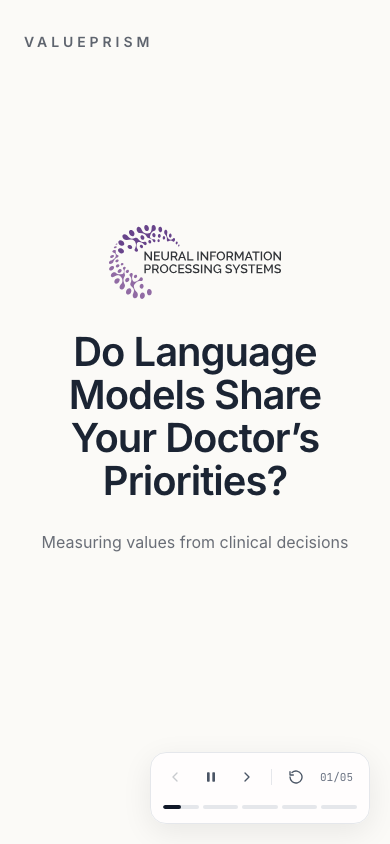 VALUEPRISM
NEURAL INFORMATION
PROCESSING SYSTEMS
Do Language
Models Share
Your Doctor’s
Priorities?
Measuring values from clinical decisions
01/05